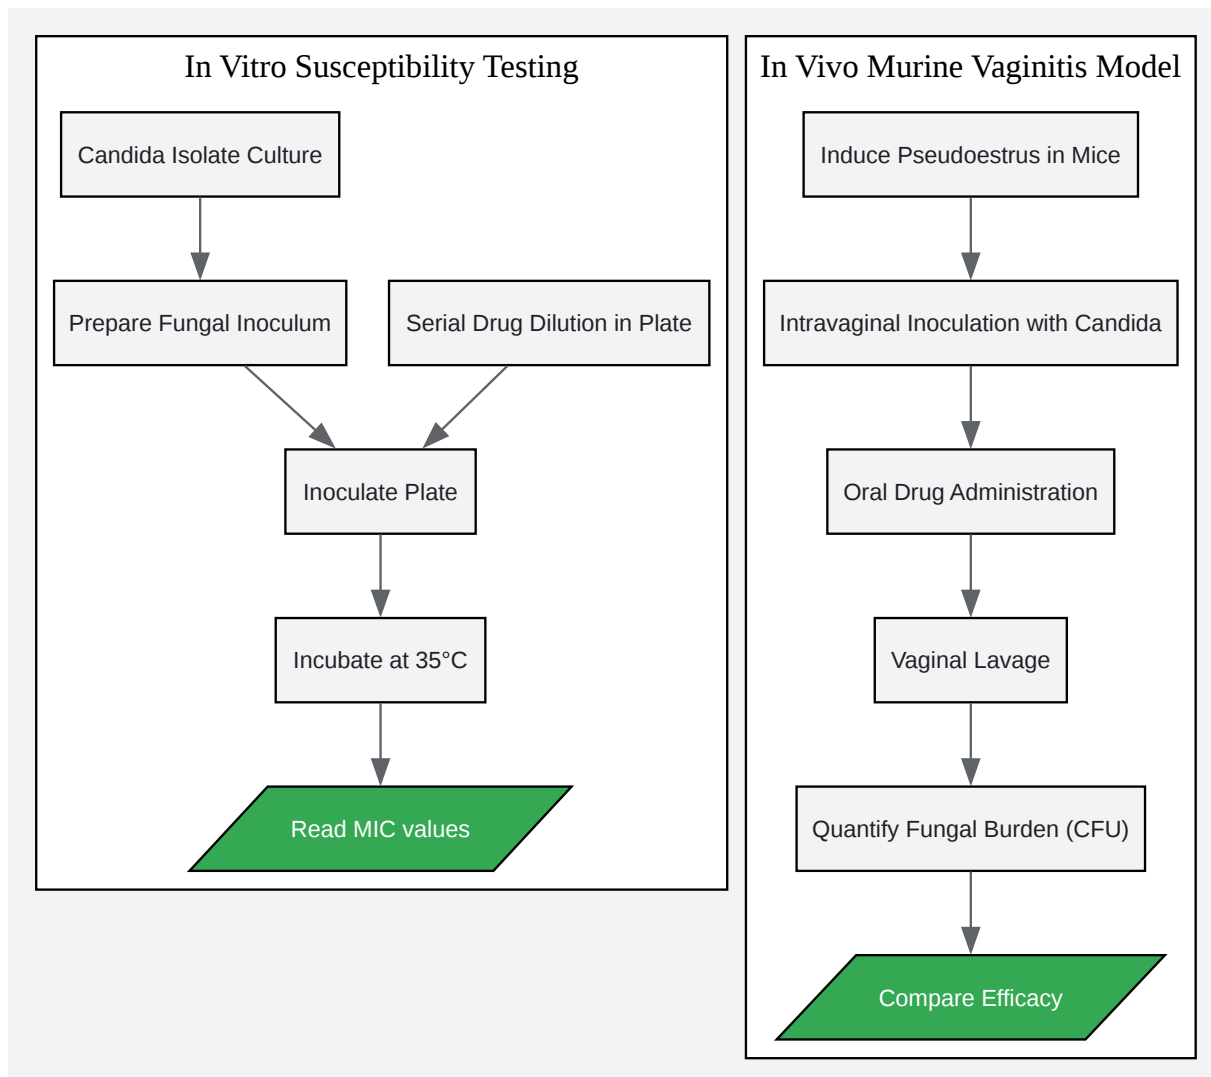 In Vitro Susceptibility Testing
Candida Isolate Culture
Prepare Fungal Inoculum
Serial Drug Dilution in Plate
Inoculate Plate
Incubate at 35°C
Read MIC values
In Vivo Murine Vaginitis Model
Induce Pseudoestrus in Mice
Intravaginal Inoculation with Candida
Oral Drug Administration
Vaginal Lavage
Quantify Fungal Burden (CFU)
Compare Efficacy